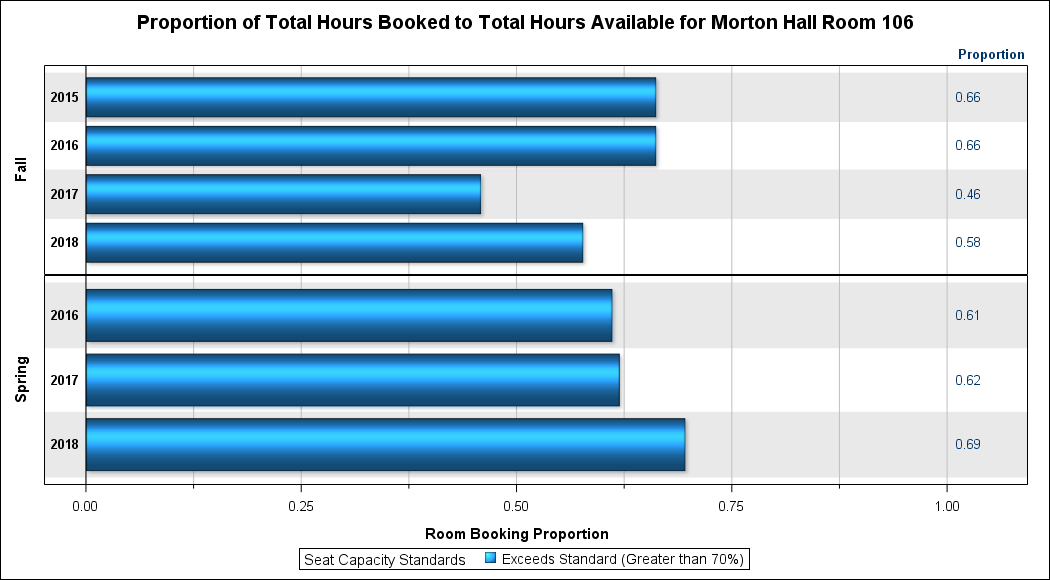 Proportion of Total Hours Booked to Total Hours Available for Morton Hall Room 106
Proportion
Fall
2015 0.66
2016 0.66
2017 0.46
2018 0.58
Spring
2016 0.61
2017 0.62
2018 0.69
0.00 0.25 0.50 0.75 1.00
Room Booking Proportion
Seat Capacity Standards Exceeds Standard (Greater than 70%)